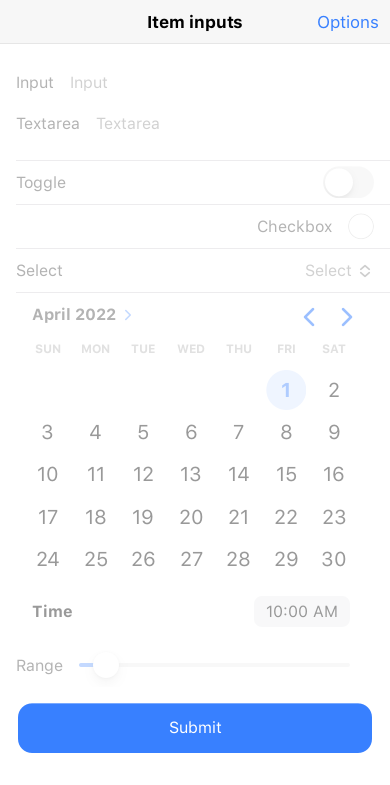 Item inputs Options
Input Input
Textarea Textarea
Toggle
Checkbox
Select Select
April 2022
SUN MON TUE WED THU FRI SAT
1 2
3 4 5 6 7 8 9
10 11 12 13 14 15 16
17 18 19 20 21 22 23
24 25 26 27 28 29 30
Time 10:00 AM
Range
Submit